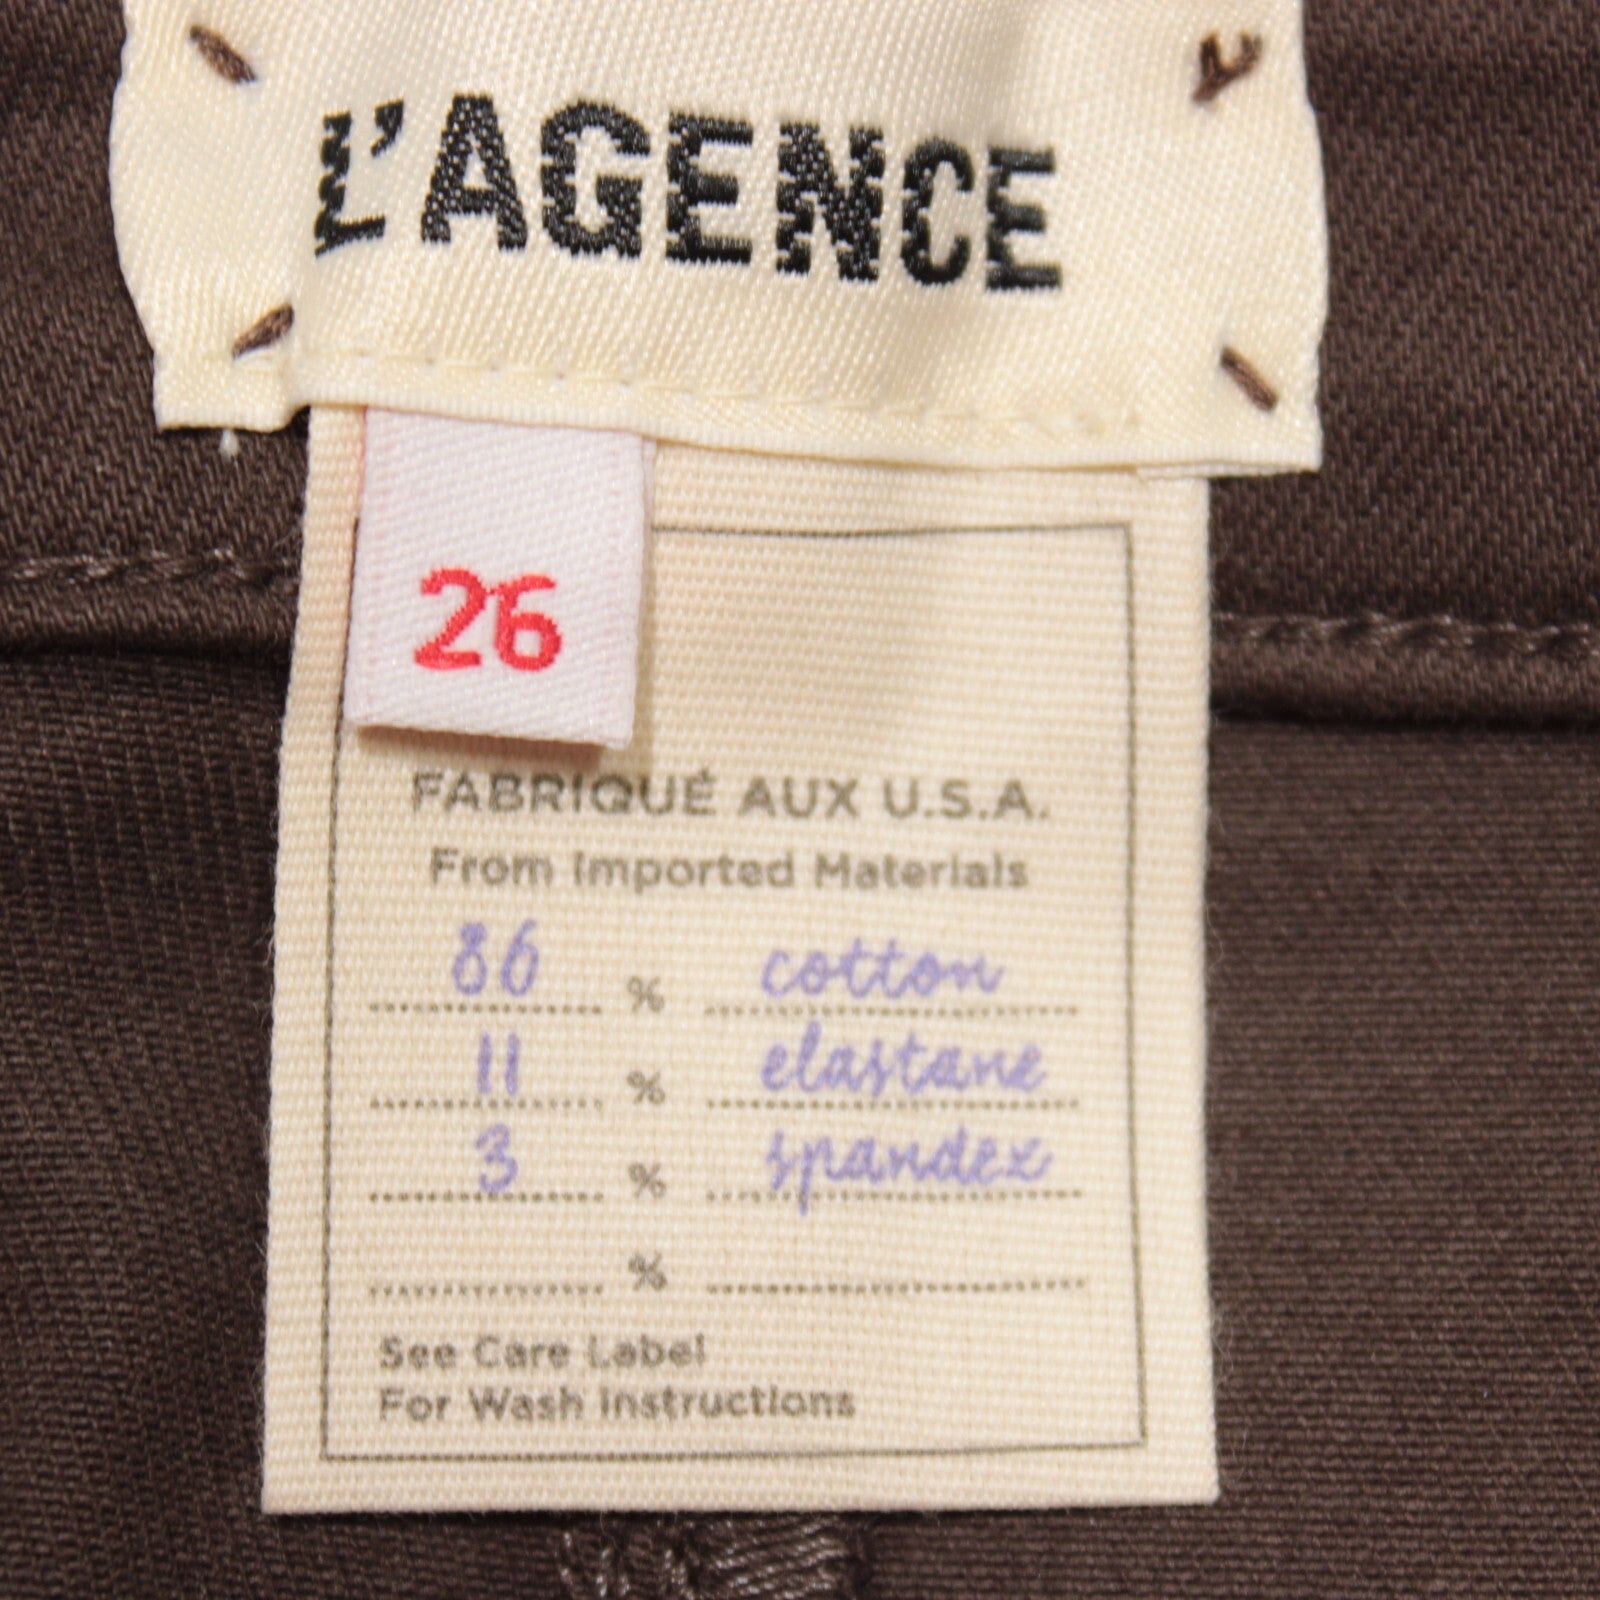 L'AGENCE
26
FABRIQUÉ AUX U.S.A.
From Imported Materials
86 % cotton
11 % elastane
3 % spandex
%
See Care Label
For Wash Instructions